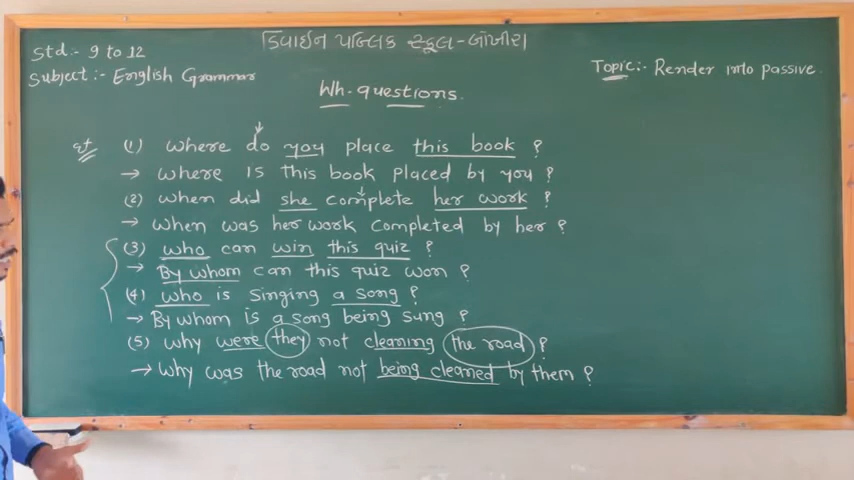 ડિવાઈન પબ્લિક સ્કૂલ-બાંખીરા
Std:- 9 to 12
Subject:- English Grammar
Topic:- Render into passive.
Wh-questions.
(1) where do you place this book ?
→ where is this book placed by you ?
(2) when did she complete her work ?
→ When was her work completed by her ?
(3) who can win this quiz ?
→ By whom can this quiz won ?
(4) who is singing a song ?
→ By whom is a song being sung ?
(5) why were they not cleaning the road ?
→ Why was the road not being cleaned by them ?